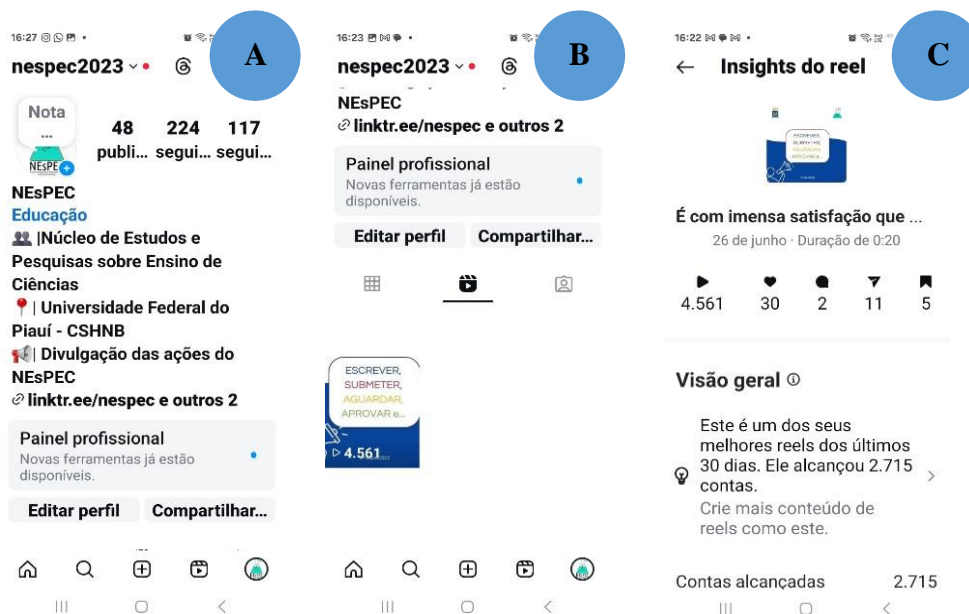 16:27
A
nespec2023
Nota
...
48 224 117
publi... segui... segui...
NEsPE
NEsPEC
Educação
|Núcleo de Estudos e
Pesquisas sobre Ensino de
Ciências
| Universidade Federal do
Piauí - CSHNB
| Divulgação das ações do
NEsPEC
linktr.ee/nespec e outros 2
Painel profissional
Novas ferramentas já estão
disponíveis.
Editar perfil Compartilhar...
16:23
B
nespec2023
NEsPEC
linktr.ee/nespec e outros 2
Painel profissional
Novas ferramentas já estão
disponíveis.
Editar perfil Compartilhar...
ESCREVER,
SUBMETER,
AGUARDAR,
APROVAR e...
4.561
16:22
C
Insights do reel
ESCREVER,
SUBMETER,
AGUARDAR,
APROVAR e...
É com imensa satisfação que ...
26 de junho · Duração de 0:20
4.561 30 2 11 5
Visão geral
Este é um dos seus
melhores reels dos últimos
30 dias. Ele alcançou 2.715
contas.
Crie mais conteúdo de
reels como este.
Contas alcançadas 2.715